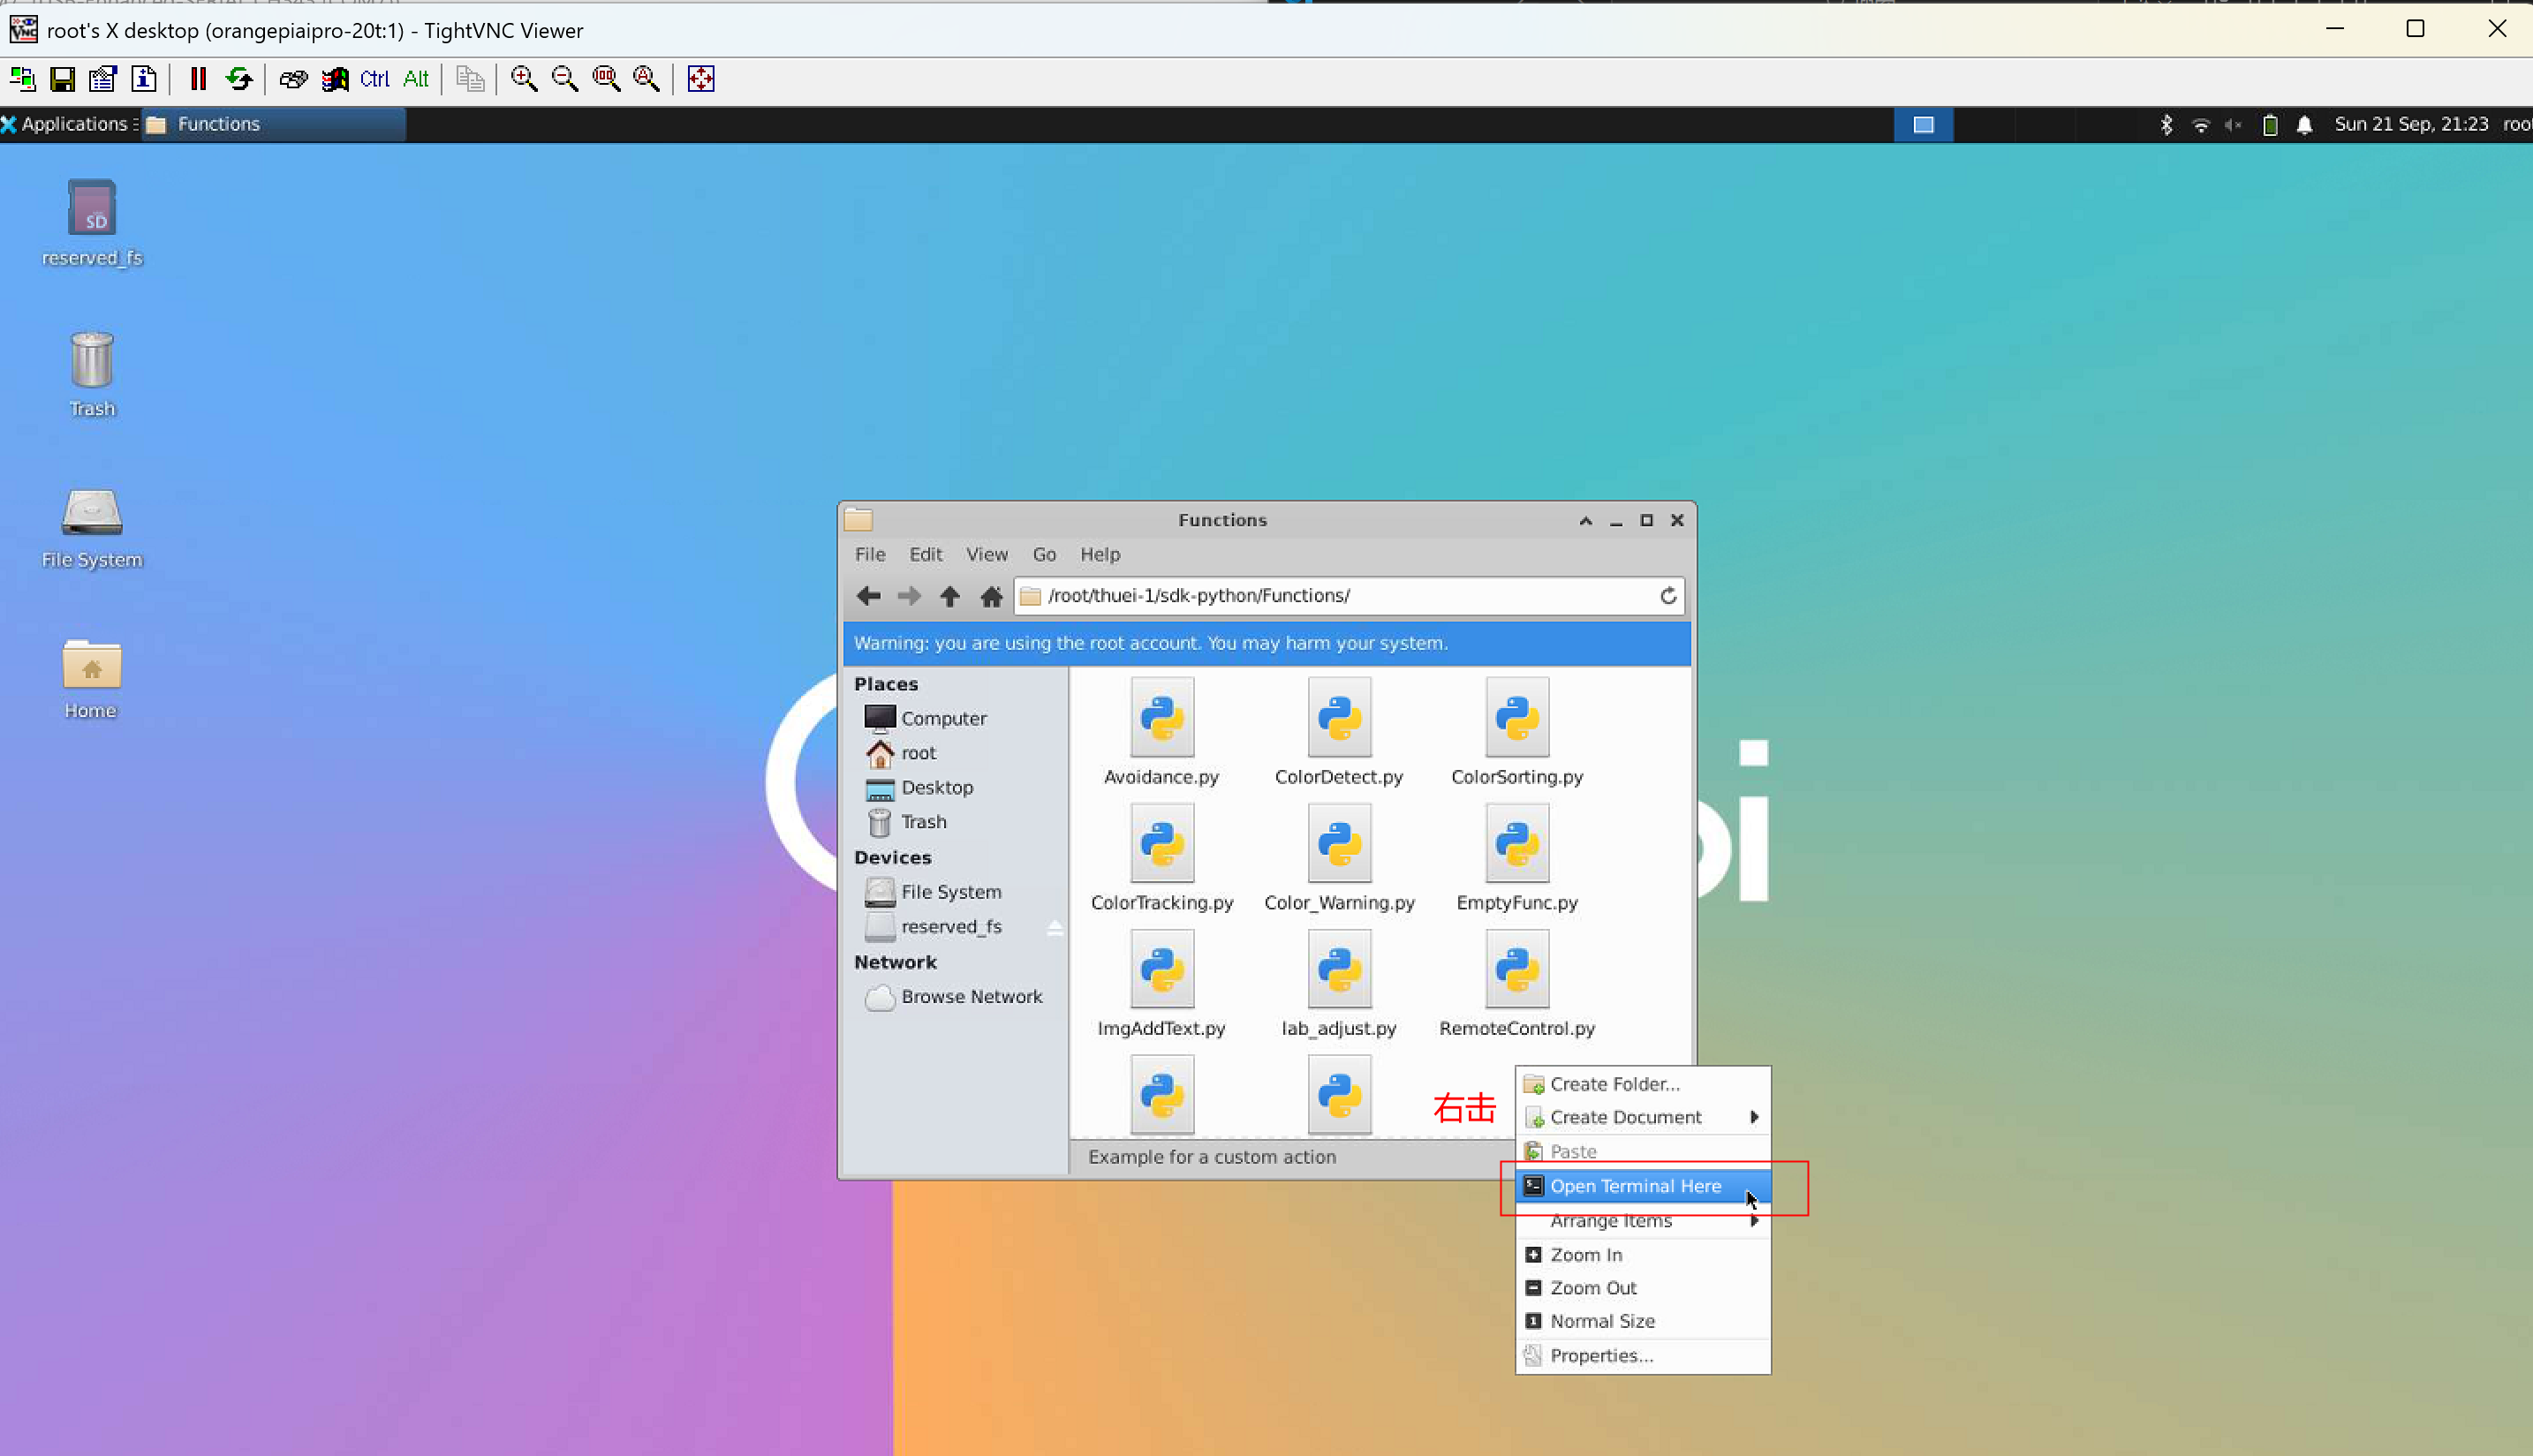 root's X desktop (orangepiaipro-20t:1) - TightVNC Viewer
Ctrl Alt
Applications
Functions
Sun 21 Sep, 21:23
SD
reserved_fs
Trash
File System
Home
Functions
File Edit View Go Help
/root/thuei-1/sdk-python/Functions/
Warning: you are using the root account. You may harm your system.
Places
Computer
root
Desktop
Trash
Devices
File System
reserved_fs
Network
Browse Network
Avoidance.py ColorDetect.py ColorSorting.py
ColorTracking.py Color_Warning.py EmptyFunc.py
ImgAddText.py lab_adjust.py RemoteControl.py
Example for a custom action
右击
Create Folder...
Create Document
Paste
Open Terminal Here
Arrange Items
Zoom In
Zoom Out
Normal Size
Properties...